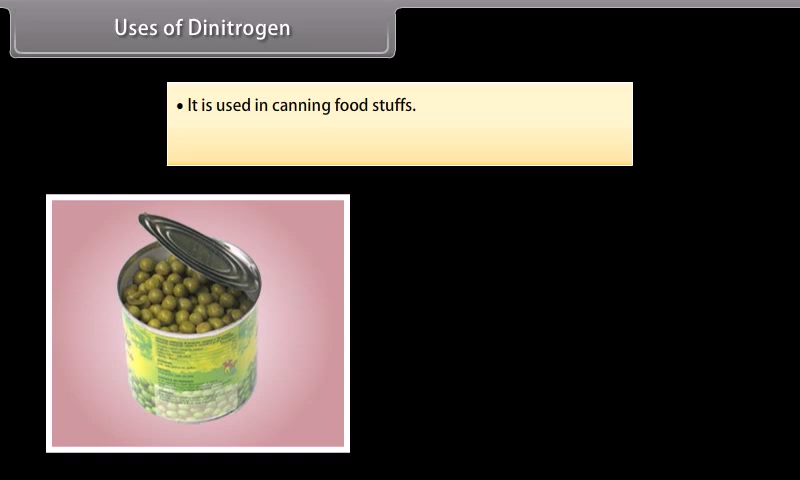 Uses of Dinitrogen
• It is used in canning food stuffs.